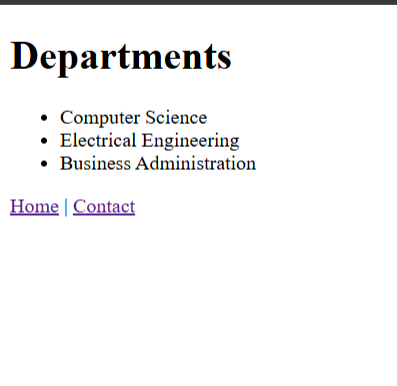 Departments
Computer Science
Electrical Engineering
Business Administration
Home | Contact